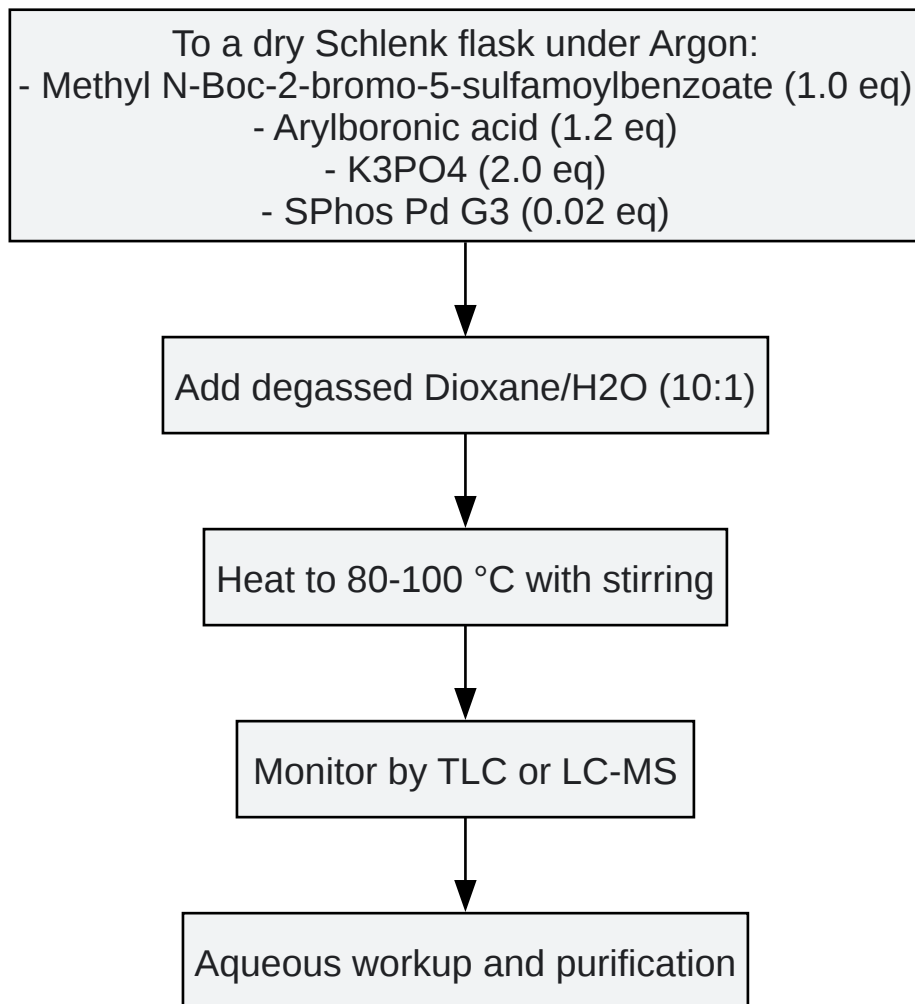 To a dry Schlenk flask under Argon:
- Methyl N-Boc-2-bromo-5-sulfamoylbenzoate (1.0 eq)
- Arylboronic acid (1.2 eq)
- K3PO4 (2.0 eq)
- SPhos Pd G3 (0.02 eq)
Add degassed Dioxane/H2O (10:1)
Heat to 80-100 °C with stirring
Monitor by TLC or LC-MS
Aqueous workup and purification